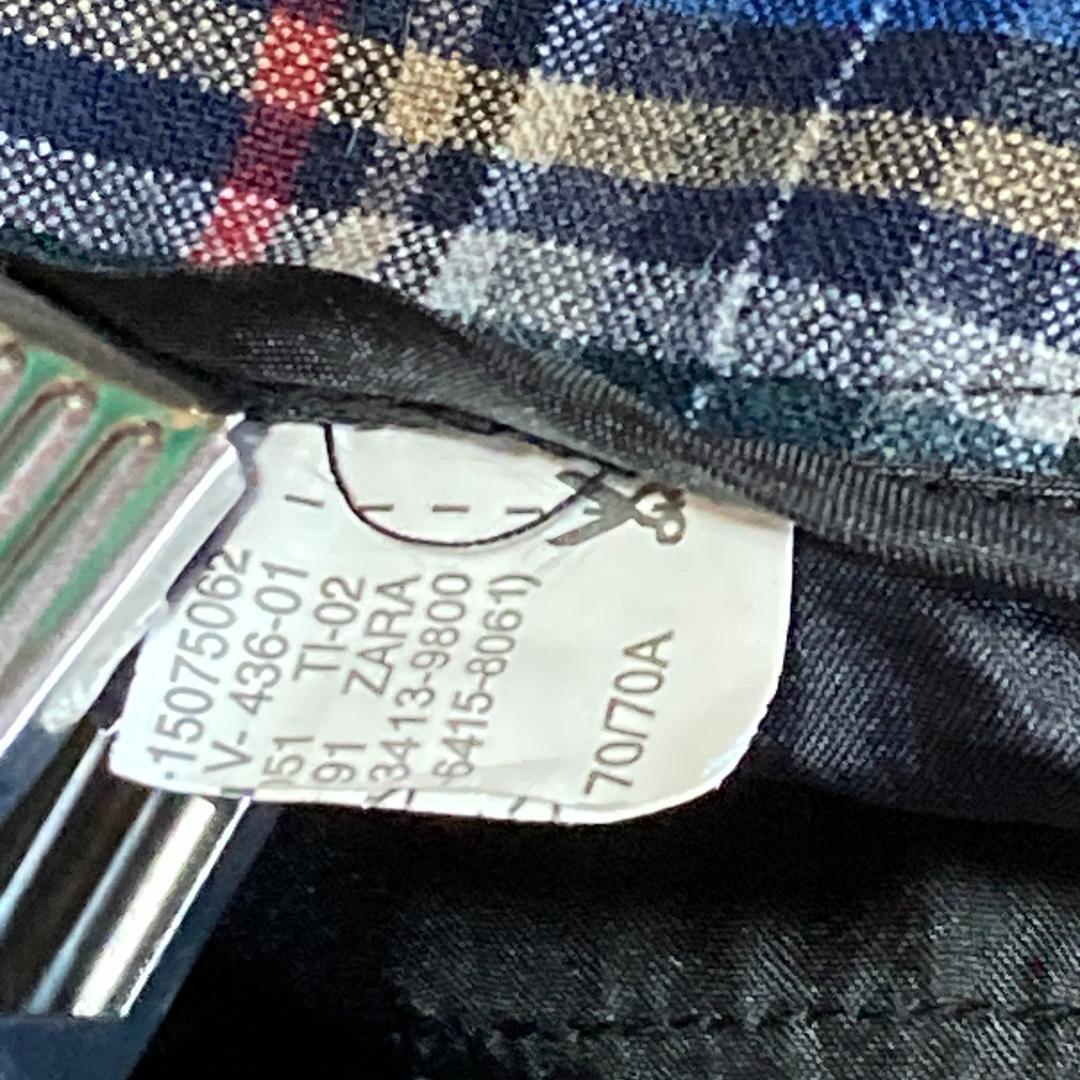 15075062
V- 436-01
51 TI-02
91 ZARA
3413-9800
6415-8061)
70/70A